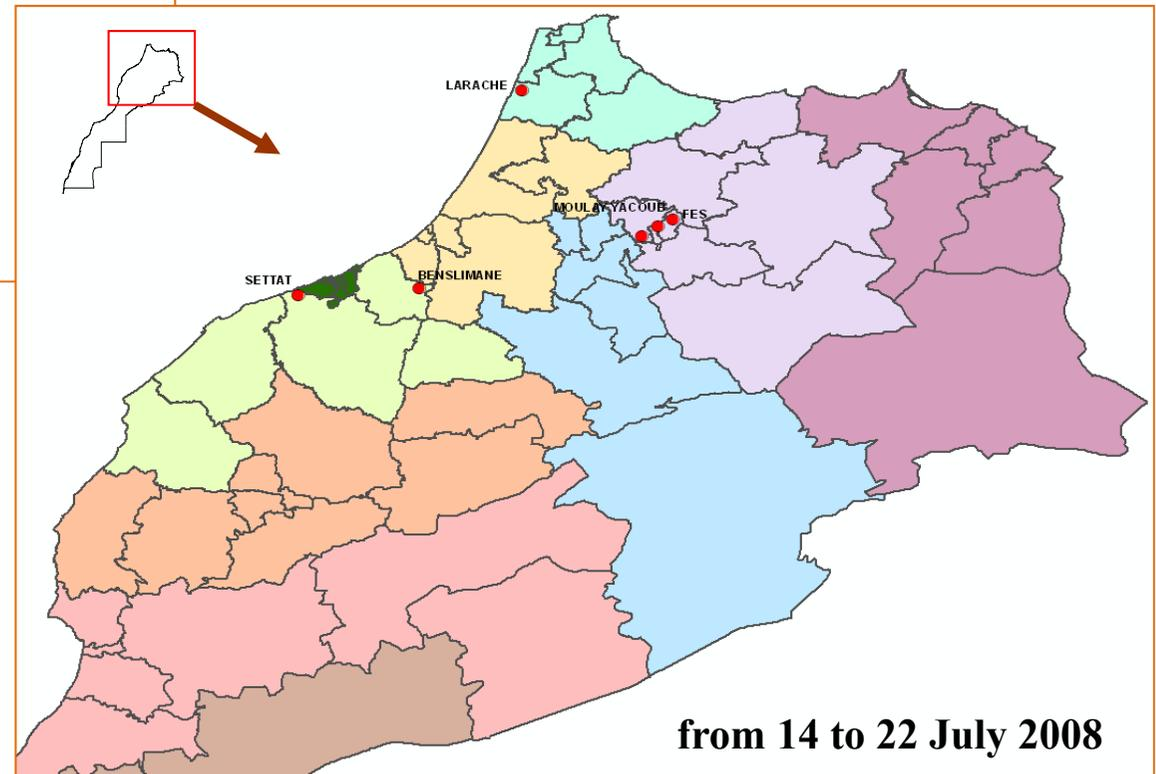 LARACHE
MOULAY YACOUB
FES
SETTAT
BENSLIMANE
from 14 to 22 July 2008